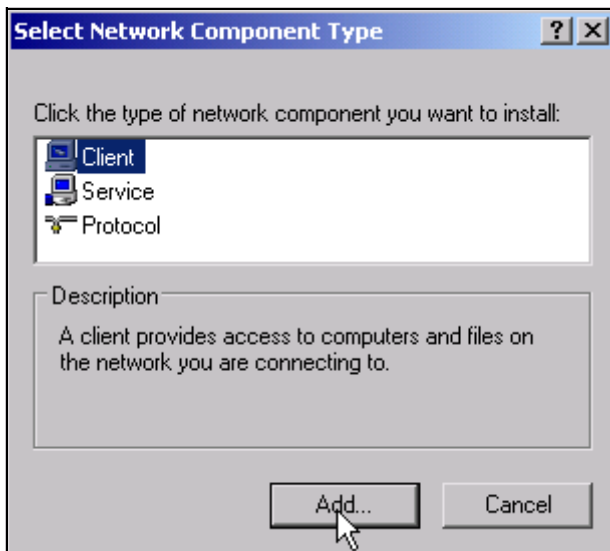 Select Network Component Type
Click the type of network component you want to install:
Client
Service
Protocol
Description
A client provides access to computers and files on
the network you are connecting to.
Add... Cancel